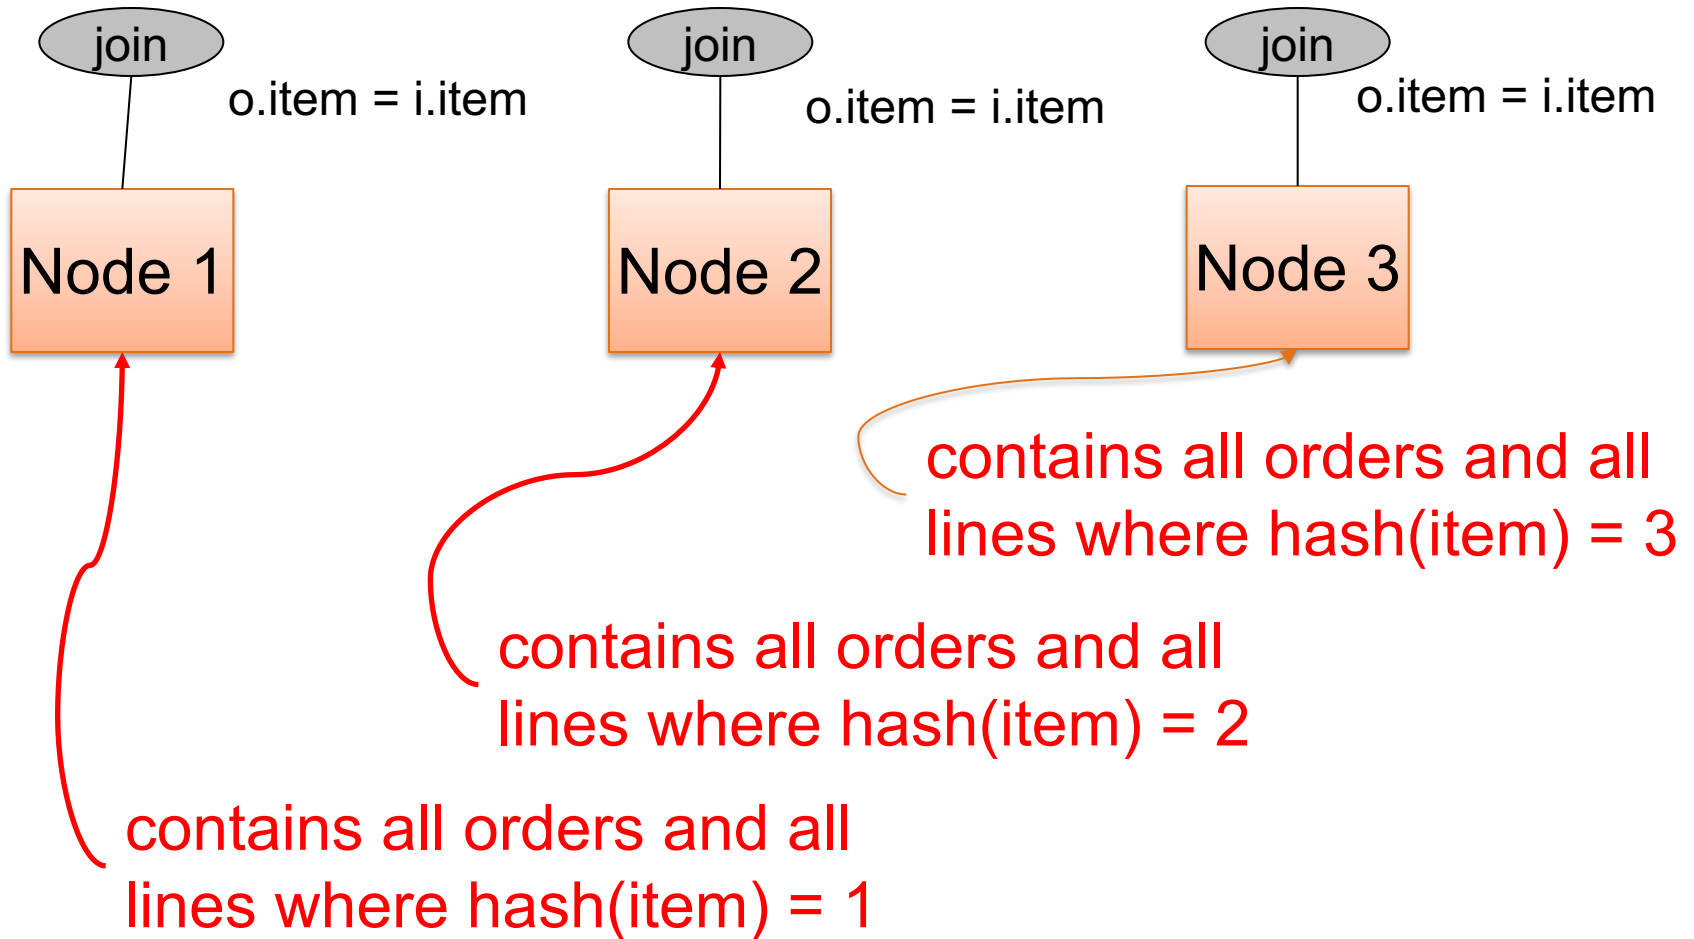 join
join
join
o.item = i.item
o.item = i.item
o.item = i.item
Node 1
Node 2
Node 3
contains all orders and all
lines where hash(item) = 3
contains all orders and all
lines where hash(item) = 2
contains all orders and all
lines where hash(item) = 1